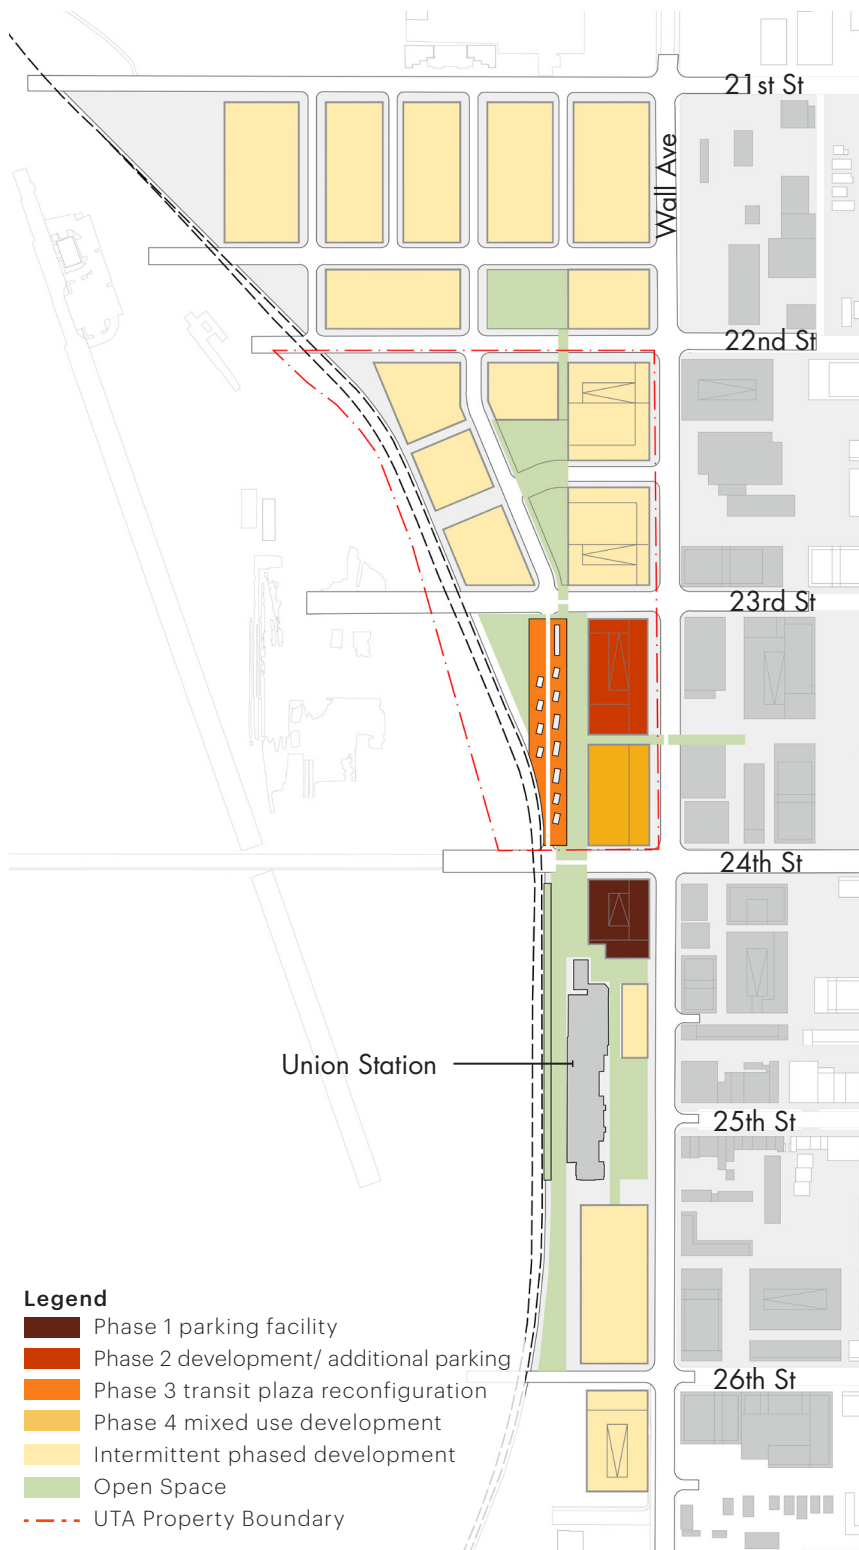 21st St
Wall Ave
22nd St
23rd St
24th St
Union Station
25th St
26th St
Legend
Phase 1 parking facility
Phase 2 development/ additional parking
Phase 3 transit plaza reconfiguration
Phase 4 mixed use development
Intermittent phased development
Open Space
UTA Property Boundary